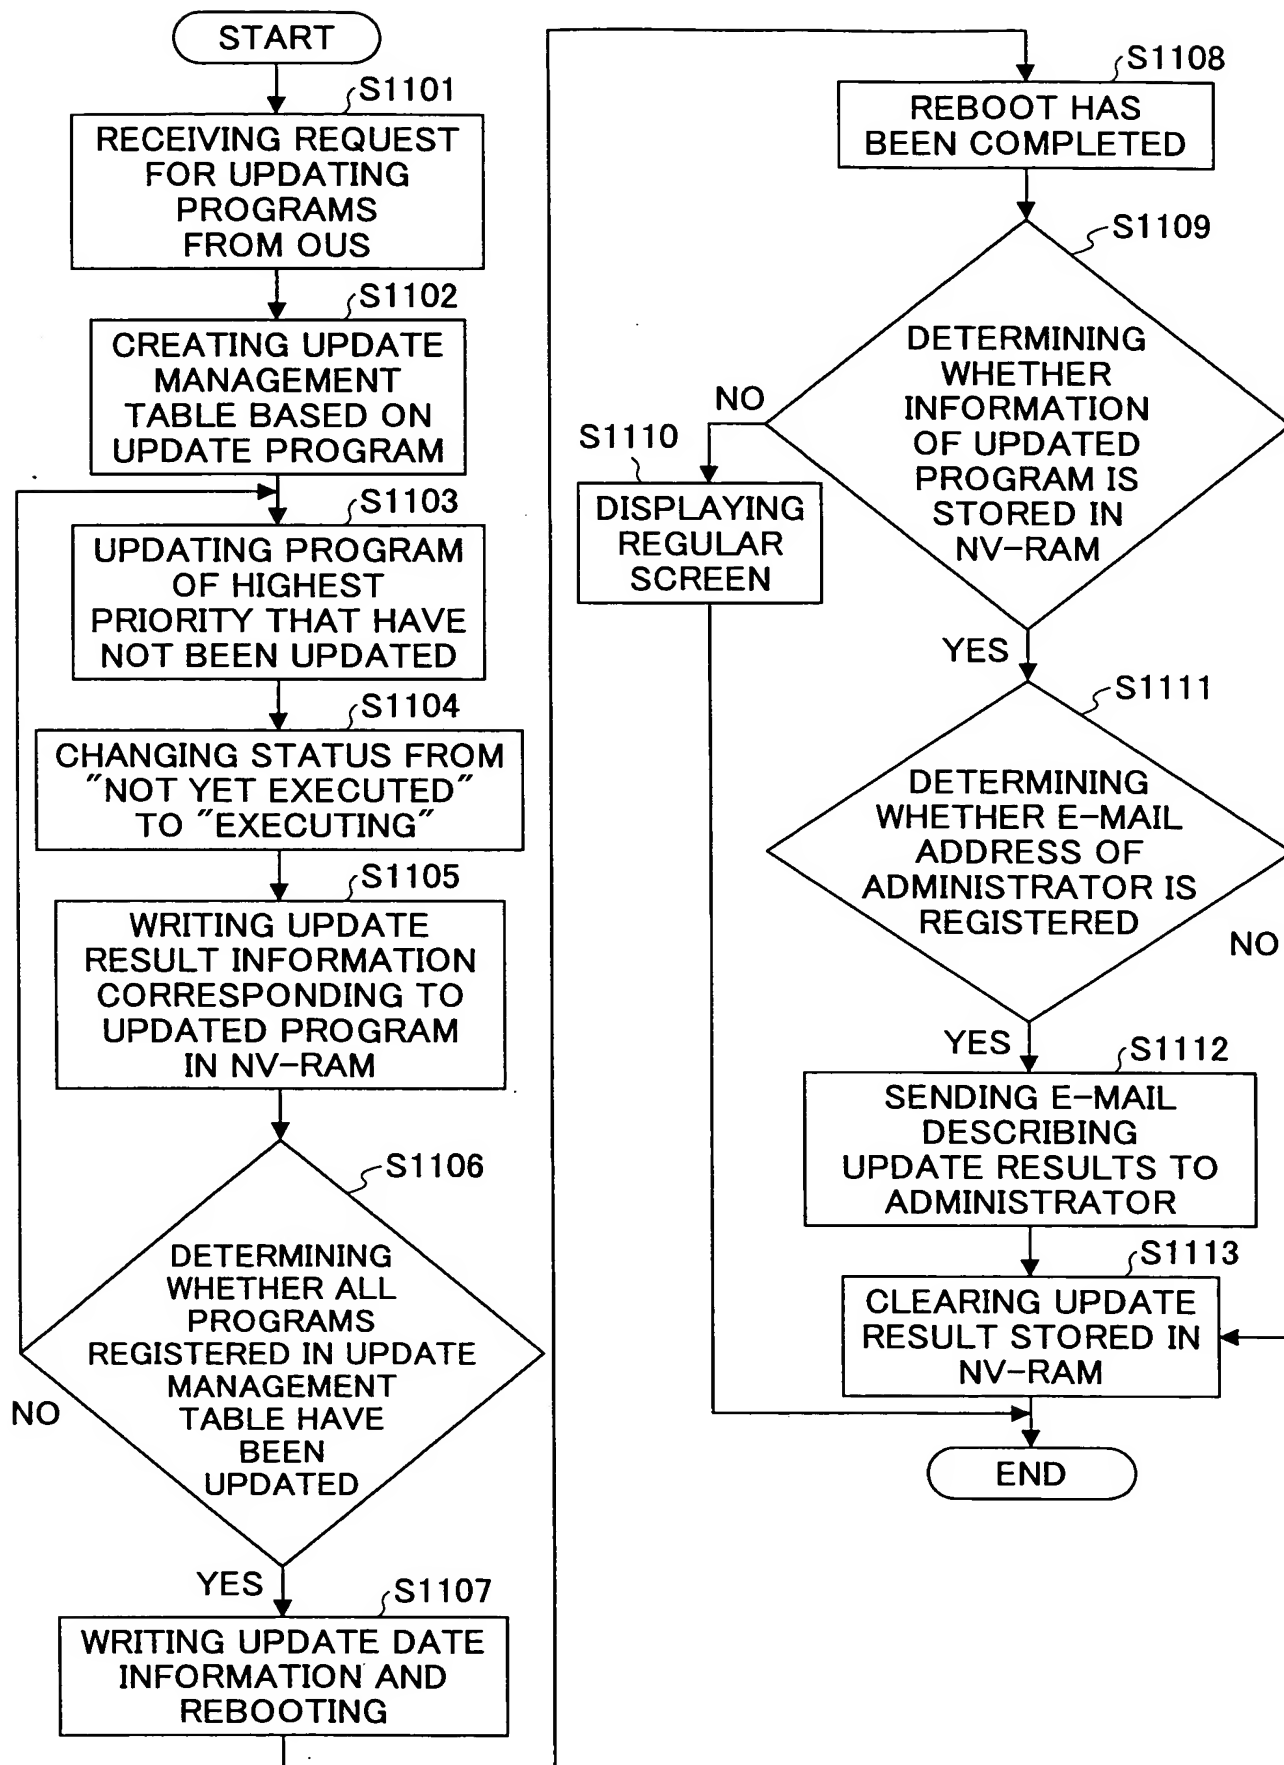 START
S1101
RECEIVING REQUEST
FOR UPDATING
PROGRAMS
FROM OUS
S1102
CREATING UPDATE
MANAGEMENT
TABLE BASED ON
UPDATE PROGRAM
S1103
UPDATING PROGRAM
OF HIGHEST
PRIORITY THAT HAVE
NOT BEEN UPDATED
S1104
CHANGING STATUS FROM
"NOT YET EXECUTED"
TO "EXECUTING"
S1105
WRITING UPDATE
RESULT INFORMATION
CORRESPONDING TO
UPDATED PROGRAM
IN NV-RAM
S1106
DETERMINING
WHETHER ALL
PROGRAMS
REGISTERED IN UPDATE
MANAGEMENT
TABLE HAVE
BEEN
UPDATED
NO
YES
S1107
WRITING UPDATE DATE
INFORMATION AND
REBOOTING
S1108
REBOOT HAS
BEEN COMPLETED
S1109
DETERMINING
WHETHER
INFORMATION
OF UPDATED
PROGRAM IS
STORED IN
NV-RAM
NO
S1110
DISPLAYING
REGULAR
SCREEN
YES
S1111
DETERMINING
WHETHER E-MAIL
ADDRESS OF
ADMINISTRATOR IS
REGISTERED
NO
YES
S1112
SENDING E-MAIL
DESCRIBING
UPDATE RESULTS TO
ADMINISTRATOR
S1113
CLEARING UPDATE
RESULT STORED IN
NV-RAM
END